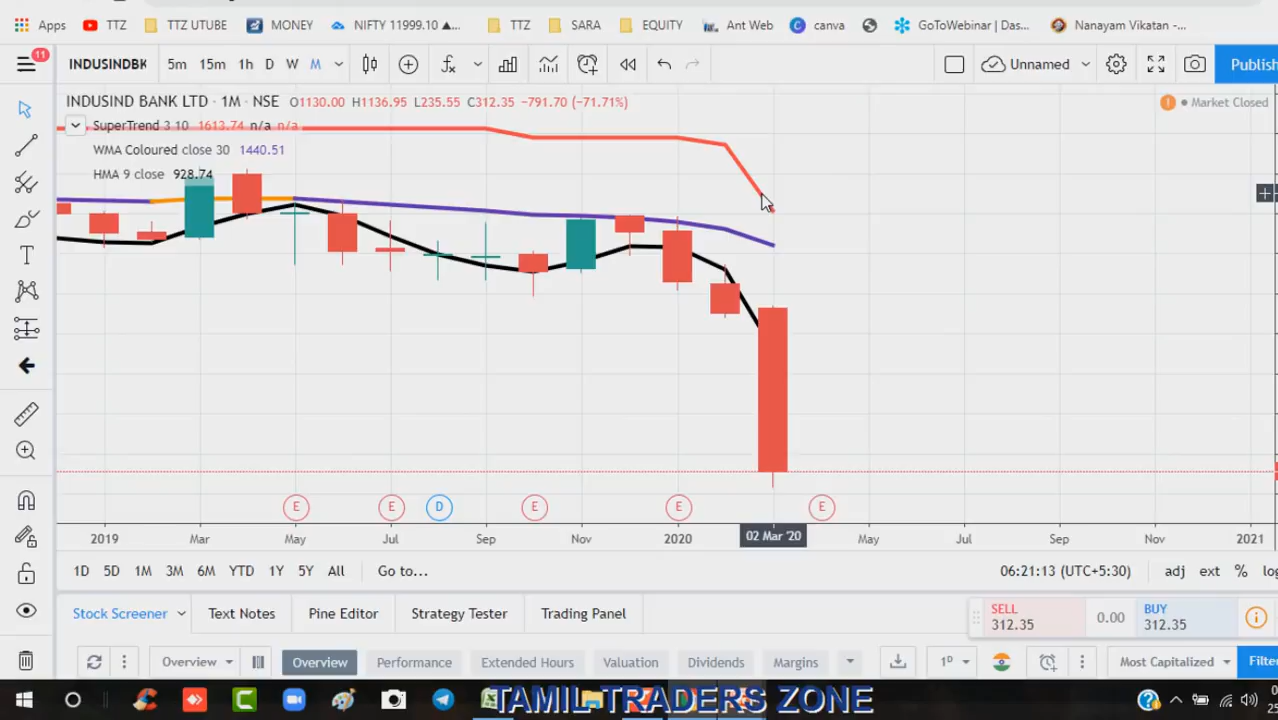 Apps TTZ TTZ UTUBE MONEY NIFTY 11999.10 ▲... TTZ SARA EQUITY Ant Web canva GoToWebinar | Das... Nanayam Vikatan -...
11 INDUSINDBK 5m 15m 1h D W M Unnamed Publish
INDUSIND BANK LTD · 1M · NSE O1130.00 H1136.95 L235.55 C312.35 −791.70 (−71.71%) Market Closed
SuperTrend 3 10 1613.74 n/a n/a
WMA Coloured close 30 1440.51
HMA 9 close 928.74
E E D E E E
2019 Mar May Jul Sep Nov 2020 02 Mar '20 May Jul Sep Nov 2021
1D 5D 1M 3M 6M YTD 1Y 5Y All Go to... 06:21:13 (UTC+5:30) adj ext % log
Stock Screener Text Notes Pine Editor Strategy Tester Trading Panel
SELL 312.35 0.00 BUY 312.35
Overview Overview Performance Extended Hours Valuation Dividends Margins 1D Most Capitalized Filte
TAMIL TRADERS ZONE